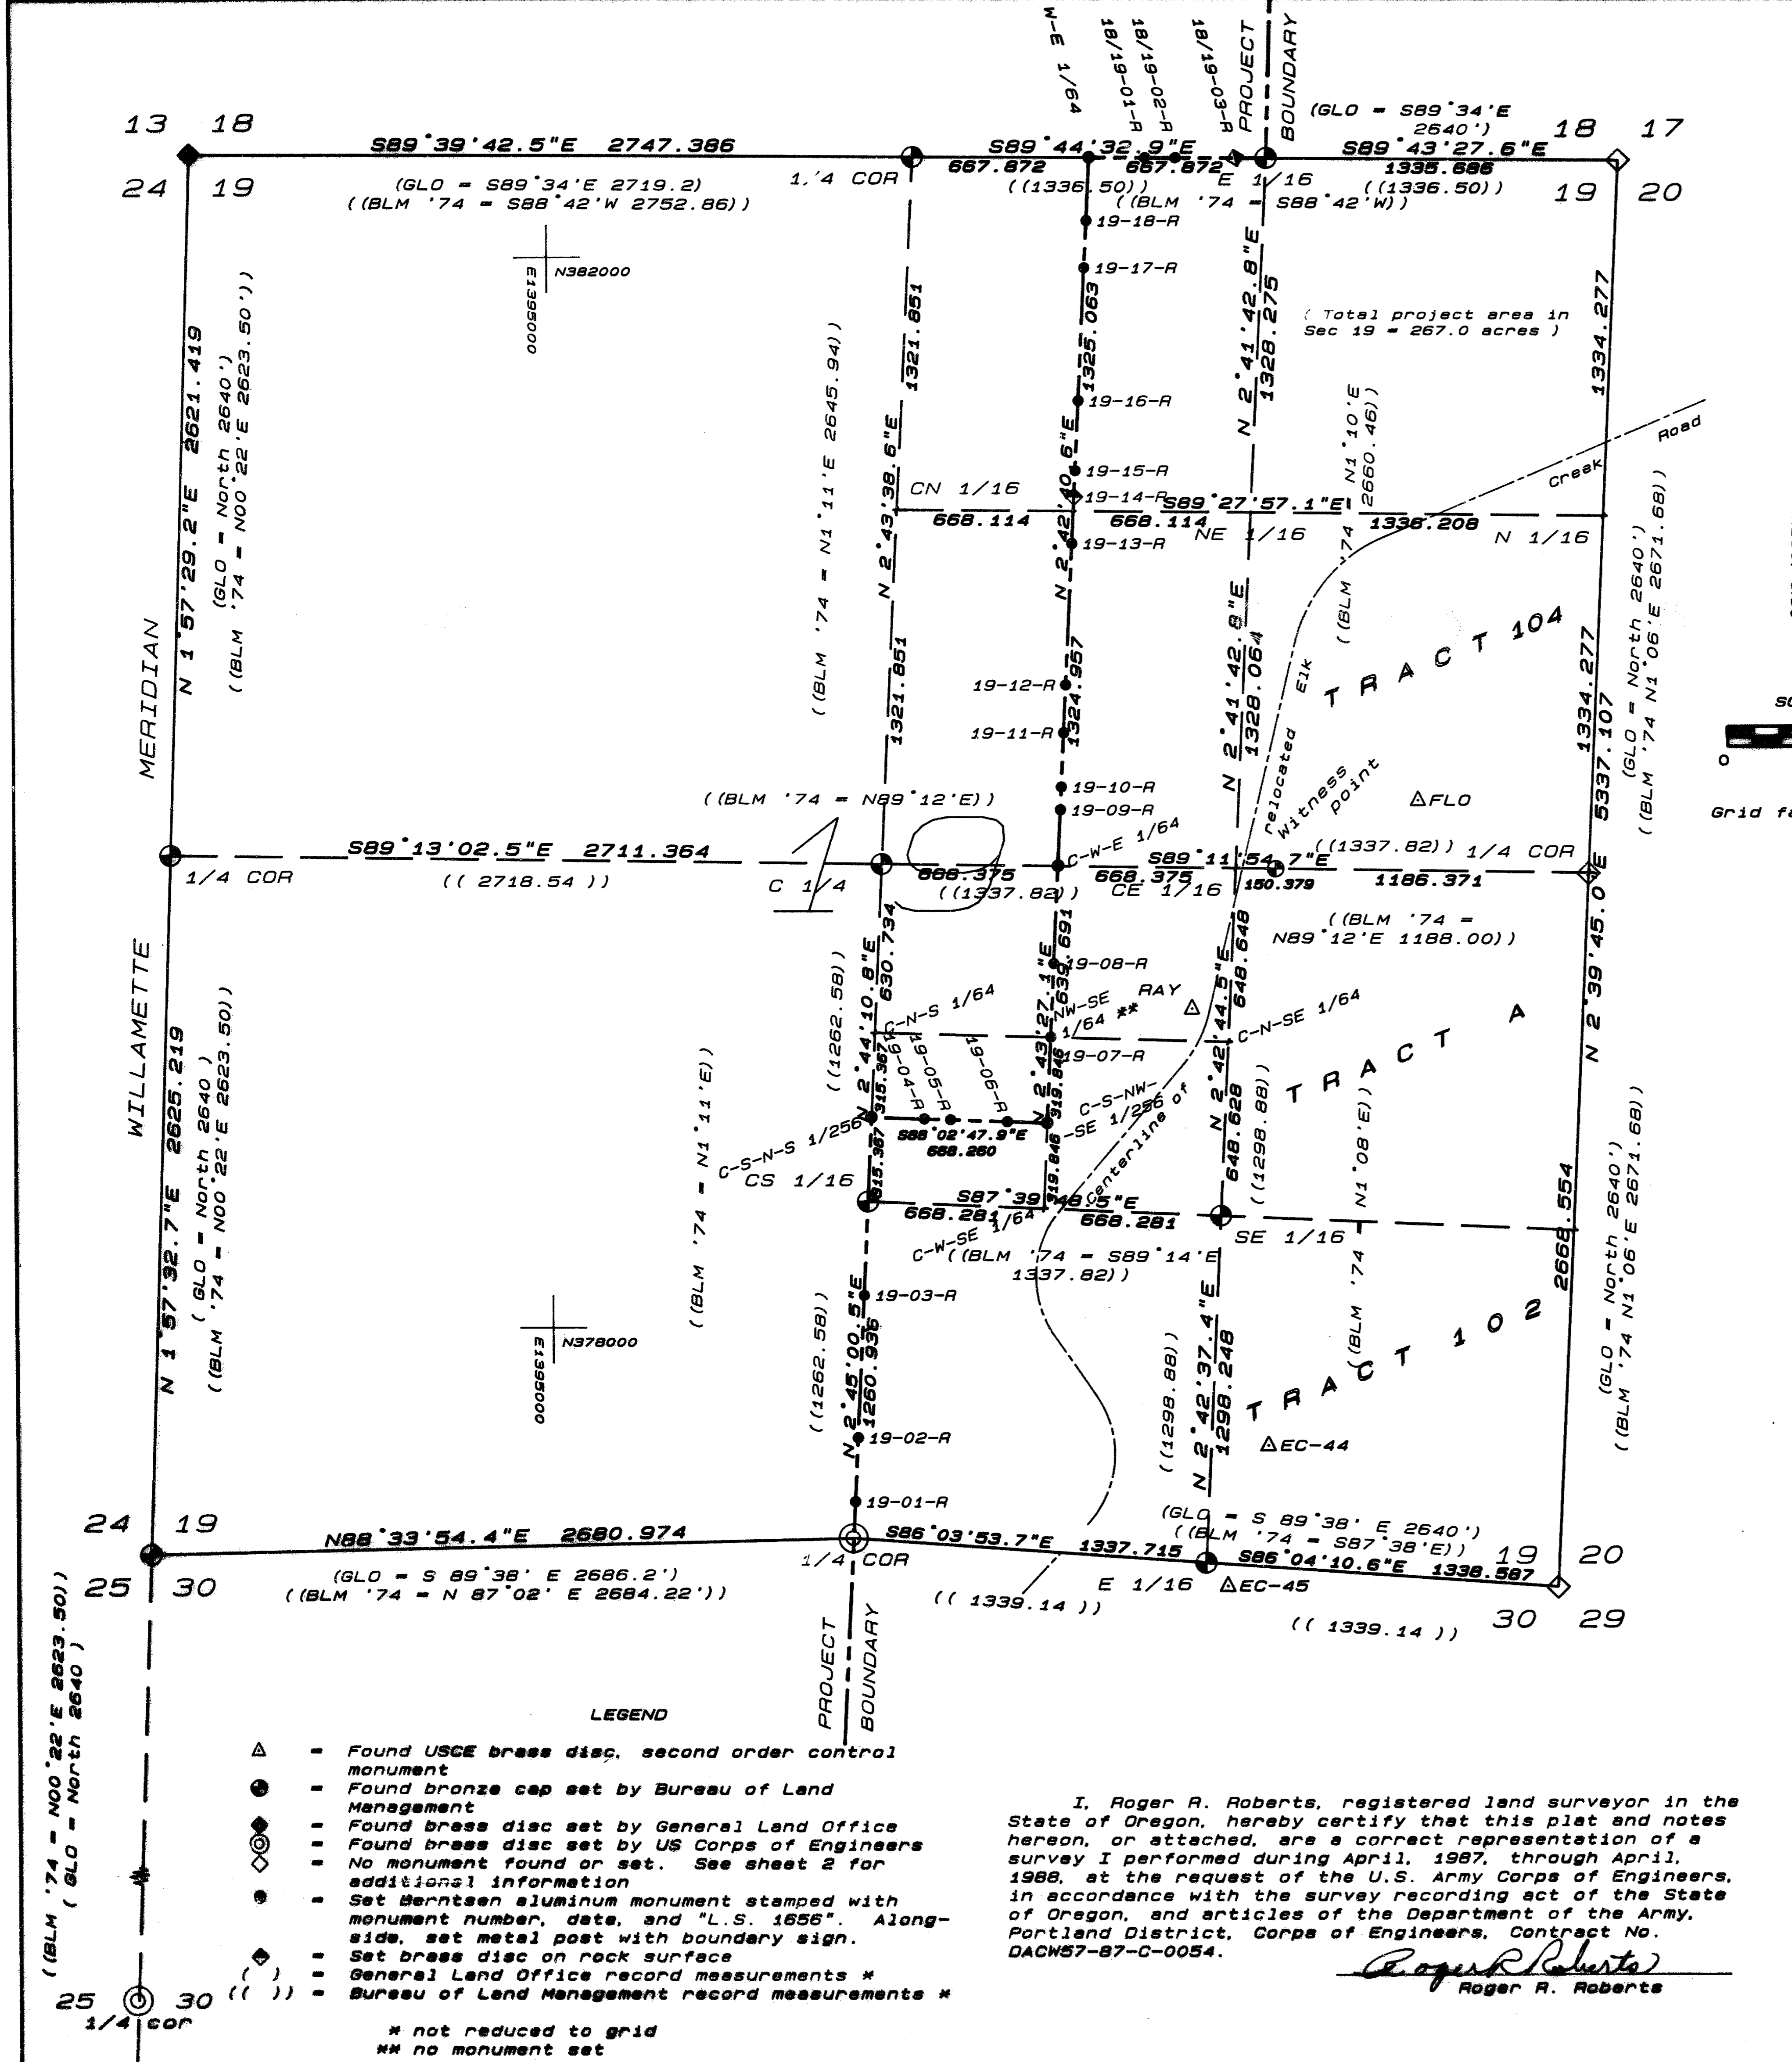 W-E 1/64
18/19-01-R
18/19-02-R
18/19-03-R
PROJECT
BOUNDARY
(GLO = S89°34'E
2640')
13 18
18 17
S89°39'42.5"E 2747.386
S89°44'32.9"E
S89°43'27.6"E
667.872
667.872
1335.686
24 19
19 20
(GLO = S89°34'E 2719.2)
((BLM '74 = S88°42'W 2752.86))
1/4 COR
E 1/16
((1336.50))
((1336.50))
((BLM '74 = S88°42'W))
19-18-R
19-17-R
N382000
E1395000
( Total project area in
Sec 19 = 267.0 acres )
N 1°57'29.2"E 2621.419
(GLO = North 2640')
((BLM '74 = N00°22'E 2623.50'))
1321.851
((BLM '74 = N1°11'E 2645.94))
N 2°43'38.6"E
1325.063
N 2°42'40.6"E
N 2°41'42.8"E
1328.275
1334.277
19-16-R
19-15-R
19-14-R
CN 1/16
S89°27'57.1"E
668.114
668.114
1336.208
NE 1/16
N 1/16
19-13-R
((BLM '74 N1°10'E
2660.46))
Creek Road
(GLO = North 2640')
((BLM '74 N1°06'E 2671.68))
TRACT 104
MERIDIAN
1321.851
19-12-R
1324.957
19-11-R
N 2°41'42.8"E
1328.064
relocated Elk
1334.277
19-10-R
19-09-R
Witness
point
FLO
Grid fa
0
((BLM '74 = N89°12'E))
C-W-E 1/64
S89°13'02.5"E 2711.364
S89°11'54.7"E
((1337.82))
1/4 COR
1/4 COR
(( 2718.54 ))
C 1/4
19
668.375
((1337.82))
668.375
CE 1/16
150.379
1186.371
((BLM '74 =
N89°12'E 1188.00))
N 2°39'45.0"E 5337.107
WILLAMETTE
N 1°57'32.7"E 2625.219
( GLO = North 2640 )
((BLM '74 = N00°22'E 2623.50))
((1262.58))
N 2°44'10.8"E
630.734
N 2°43'27.1"E
639.691
19-08-R
C-N-S 1/64
NW-SE
1/64 **
RAY
19-07-R
N 2°42'44.5"E
648.648
C-N-SE 1/64
TRACT A
19-04-R
19-05-R
19-06-R
315.367
319.846
C-S-NW-
-SE 1/256
S88°02'47.9"E
668.260
C-S-N-S 1/256
315.367
319.846
CS 1/16
Centerline of
648.628
((1298.88))
((BLM '74 = N1°11'E))
S87°39'48.5"E
668.281
668.281
C-W-SE 1/64
SE 1/16
((BLM '74 = S89°14'E
1337.82))
((BLM '74 = N1°08'E))
2668.554
(GLO = North 2640')
((BLM '74 N1°06'E 2671.68))
19-03-R
N378000
E1395000
((1262.58))
N 2°45'00.5"E
1260.936
19-02-R
((1298.88))
N 2°42'37.4"E
1298.248
TRACT 102
EC-44
19-01-R
(GLO = S 89°38' E 2640')
((BLM '74 = S87°38'E))
24 19
19 20
N88°33'54.4"E 2680.974
S86°03'53.7"E 1337.715
S86°04'10.6"E 1338.587
25 30
1/4 COR
E 1/16
EC-45
(GLO = S 89°38' E 2686.2')
((BLM '74 = N 87°02' E 2684.22'))
(( 1339.14 ))
(( 1339.14 ))
30 29
PROJECT
BOUNDARY
((BLM '74 = N00°22'E 2623.50))
( GLO = North 2640 )
25 30
1/4 cor
LEGEND
= Found USCE brass disc, second order control
monument
= Found bronze cap set by Bureau of Land
Management
= Found brass disc set by General Land Office
= Found brass disc set by US Corps of Engineers
= No monument found or set. See sheet 2 for
additional information
= Set Berntsen aluminum monument stamped with
monument number, date, and "L.S. 1656". Along-
side, set metal post with boundary sign.
= Set brass disc on rock surface
( ) = General Land Office record measurements *
(( )) = Bureau of Land Management record measurements *
* not reduced to grid
** no monument set
I, Roger R. Roberts, registered land surveyor in the
State of Oregon, hereby certify that this plat and notes
hereon, or attached, are a correct representation of a
survey I performed during April, 1987, through April,
1988, at the request of the U.S. Army Corps of Engineers,
in accordance with the survey recording act of the State
of Oregon, and articles of the Department of the Army,
Portland District, Corps of Engineers, Contract No.
DACW57-87-C-0054.
Roger R Roberts
Roger R. Roberts